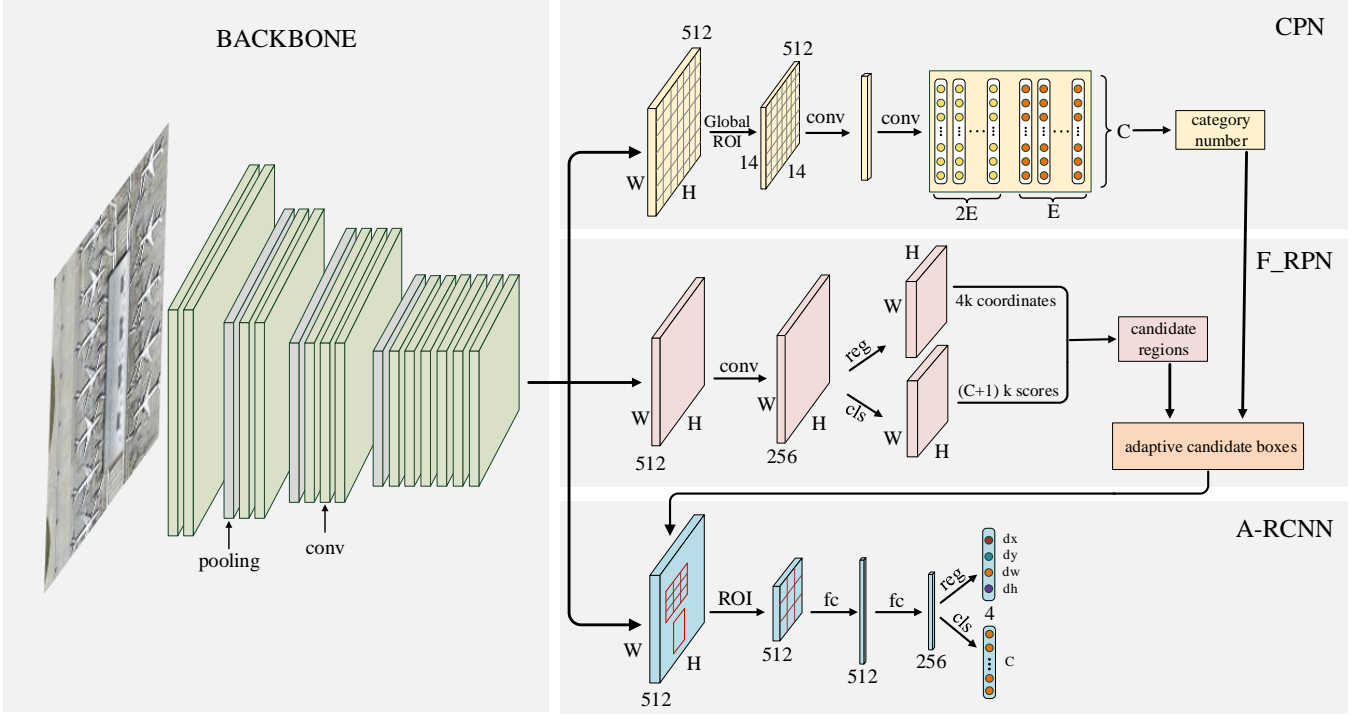 BACKBONE
pooling
conv
CPN
512
W
H
Global
ROI
512
14
14
conv
conv
2E
E
C
category
number
F_RPN
W
H
512
conv
W
H
256
reg
cls
H
W
4k coordinates
W
H
(C+1) k scores
candidate
regions
adaptive candidate boxes
A-RCNN
W
H
512
ROI
512
fc
512
fc
256
reg
cls
dx
dy
dw
dh
4
C